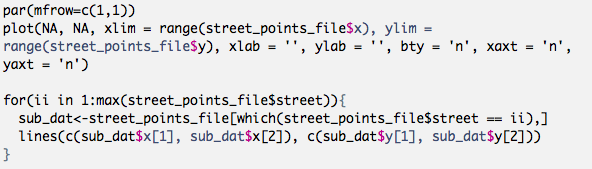 par(mfrow=c(1,1))
plot(NA, NA, xlim = range(street_points_file$x), ylim =
range(street_points_file$y), xlab = '', ylab = '', bty = 'n', xaxt = 'n',
yaxt = 'n')

for(ii in 1:max(street_points_file$street)){
  sub_dat<-street_points_file[which(street_points_file$street == ii),]
  lines(c(sub_dat$x[1], sub_dat$x[2]), c(sub_dat$y[1], sub_dat$y[2]))
}